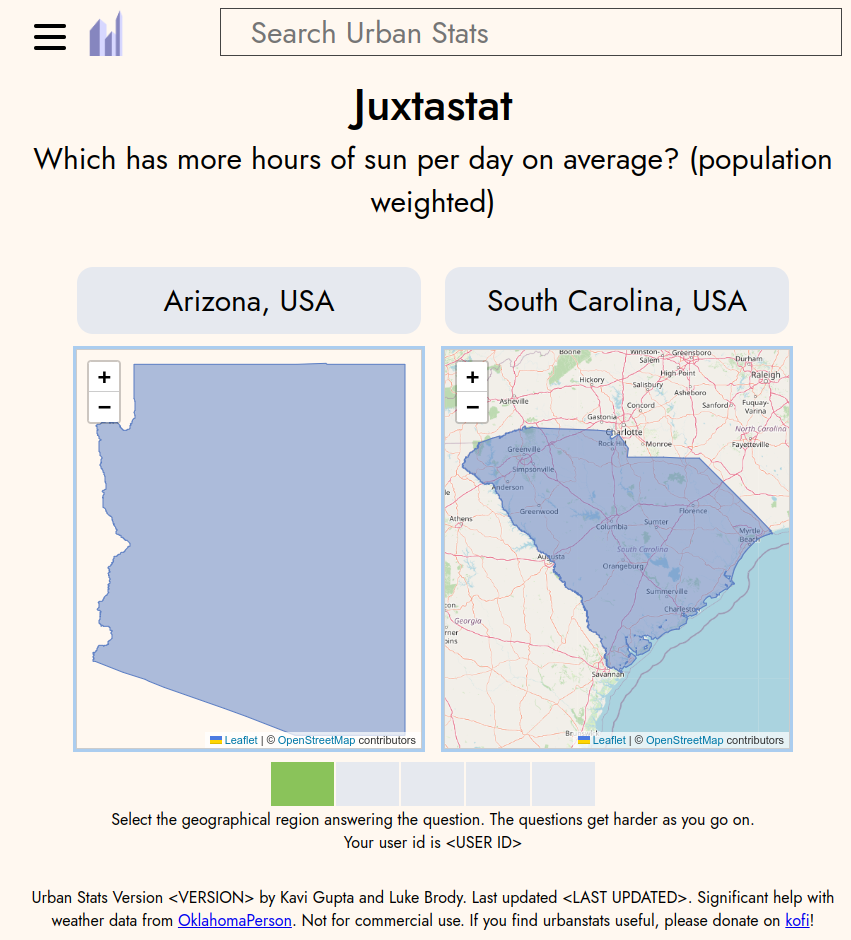 Search Urban Stats
Juxtastat
Which has more hours of sun per day on average? (population
weighted)
Arizona, USA
South Carolina, USA
+
−
Leaflet | © OpenStreetMap contributors
+
−
Boone
Winston-
Salem
Greensboro
Durham
High Point
Raleigh
Hickory
Salisbury
Asheboro
Asheville
Concord
Sanford
Fuquay-
Varina
Gastonia
North Carolina
Charlotte
Fayetteville
Rock Hill
Monroe
Greenville
Simpsonville
Anderson
Greenwood
Florence
Athens
Columbia
Sumter
Myrtle
Beach
South Carolina
Augusta
Orangeburg
Summerville
Charleston
Georgia
Savannah
Leaflet | © OpenStreetMap contributors
Select the geographical region answering the question. The questions get harder as you go on.
Your user id is <USER ID>
Urban Stats Version <VERSION> by Kavi Gupta and Luke Brody. Last updated <LAST UPDATED>. Significant help with
weather data from OklahomaPerson. Not for commercial use. If you find urbanstats useful, please donate on kofi!